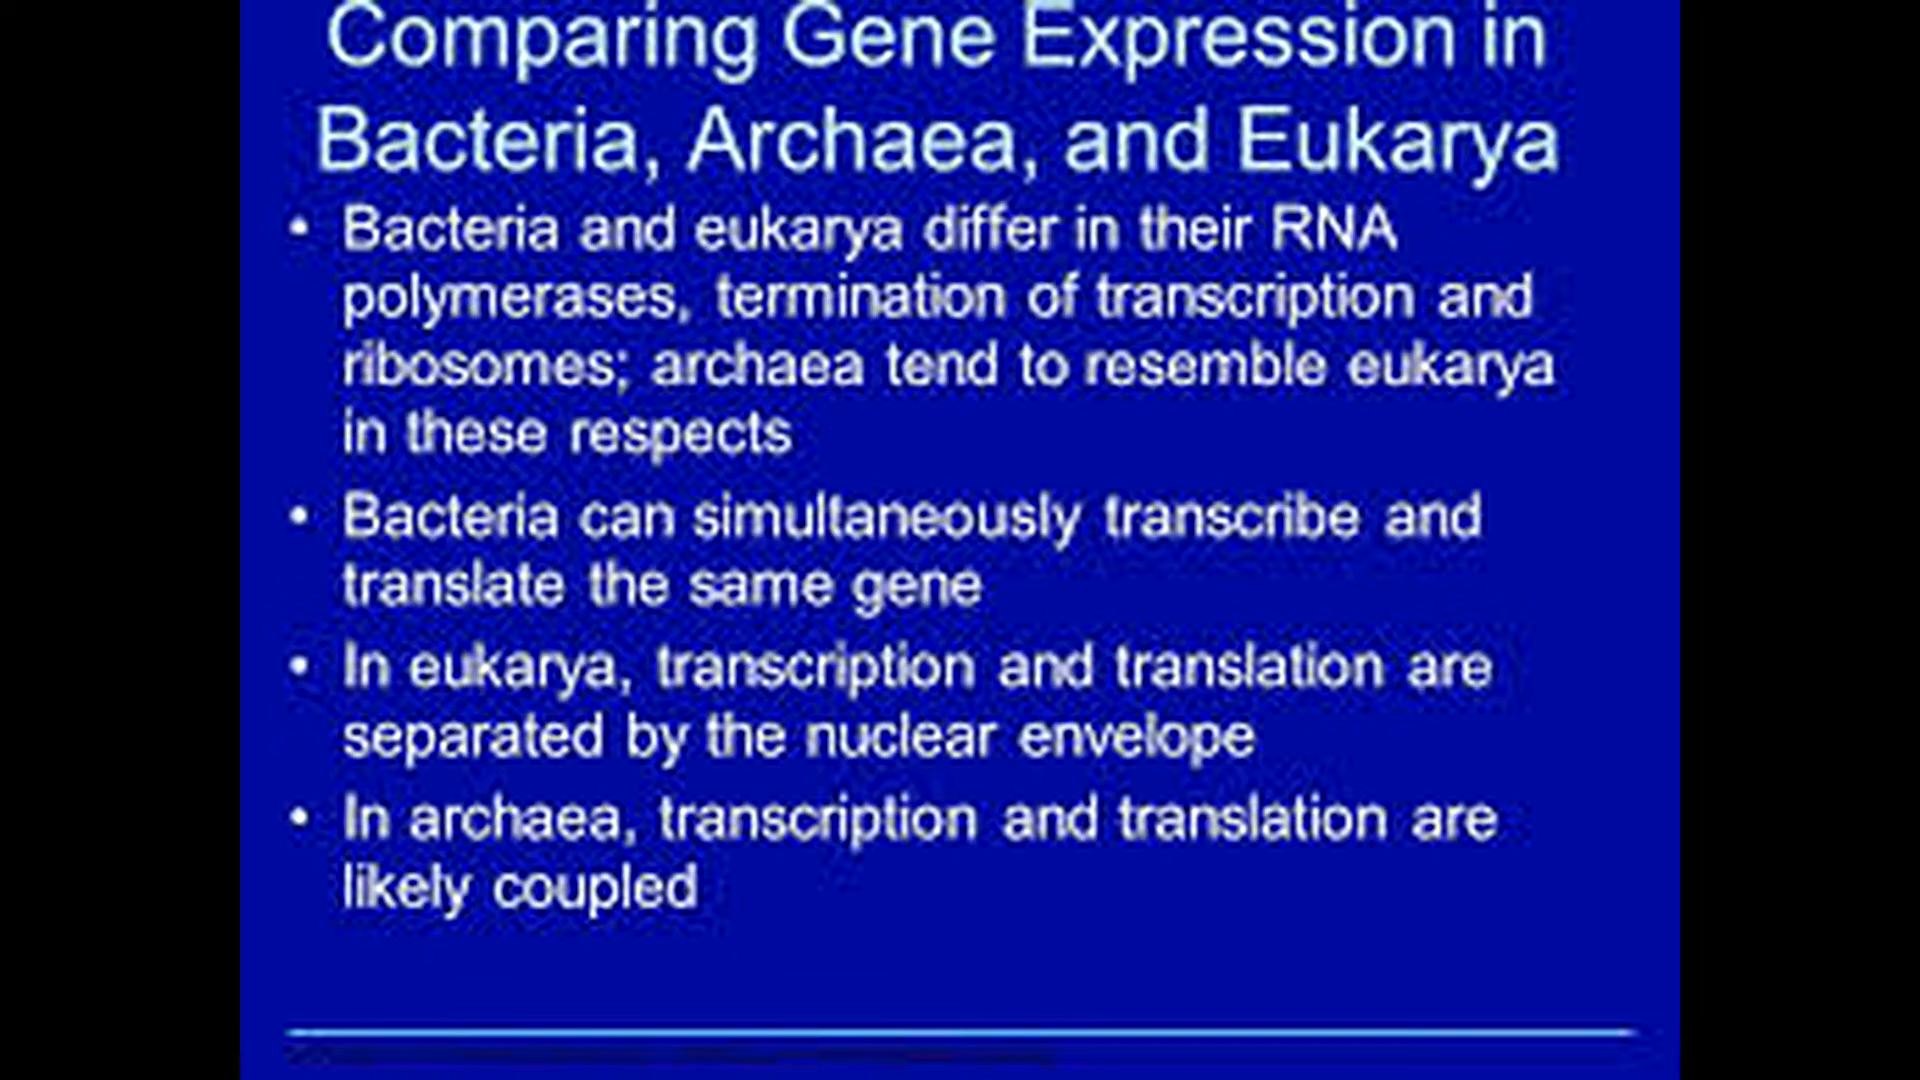 Comparing Gene Expression in
Bacteria, Archaea, and Eukarya
• Bacteria and eukarya differ in their RNA
polymerases, termination of transcription and
ribosomes; archaea tend to resemble eukarya
in these respects
• Bacteria can simultaneously transcribe and
translate the same gene
• In eukarya, transcription and translation are
separated by the nuclear envelope
• In archaea, transcription and translation are
likely coupled